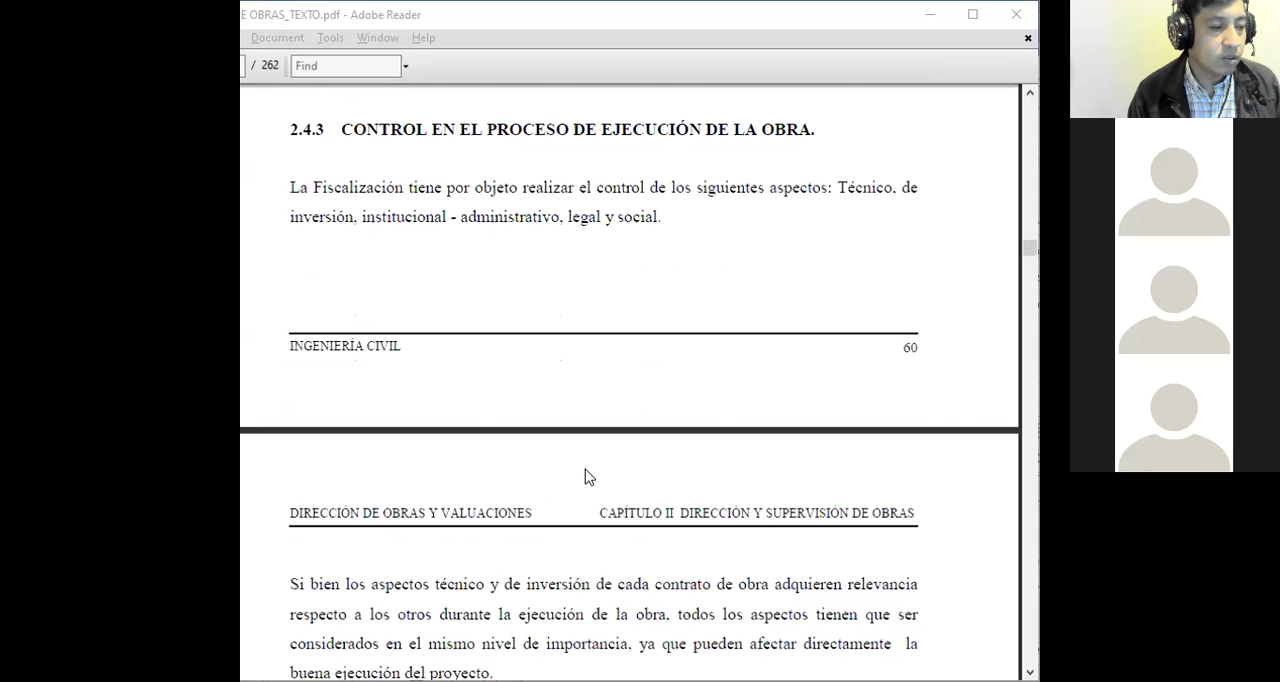 E OBRAS_TEXTO.pdf - Adobe Reader
Document Tools Window Help
/ 262 Find
2.4.3 CONTROL EN EL PROCESO DE EJECUCIÓN DE LA OBRA.
La Fiscalización tiene por objeto realizar el control de los siguientes aspectos: Técnico, de
inversión, institucional - administrativo, legal y social.
INGENIERÍA CIVIL 60
DIRECCIÓN DE OBRAS Y VALUACIONES CAPÍTULO II DIRECCIÓN Y SUPERVISIÓN DE OBRAS
Si bien los aspectos técnico y de inversión de cada contrato de obra adquieren relevancia
respecto a los otros durante la ejecución de la obra, todos los aspectos tienen que ser
considerados en el mismo nivel de importancia, ya que pueden afectar directamente la
buena ejecución del proyecto.